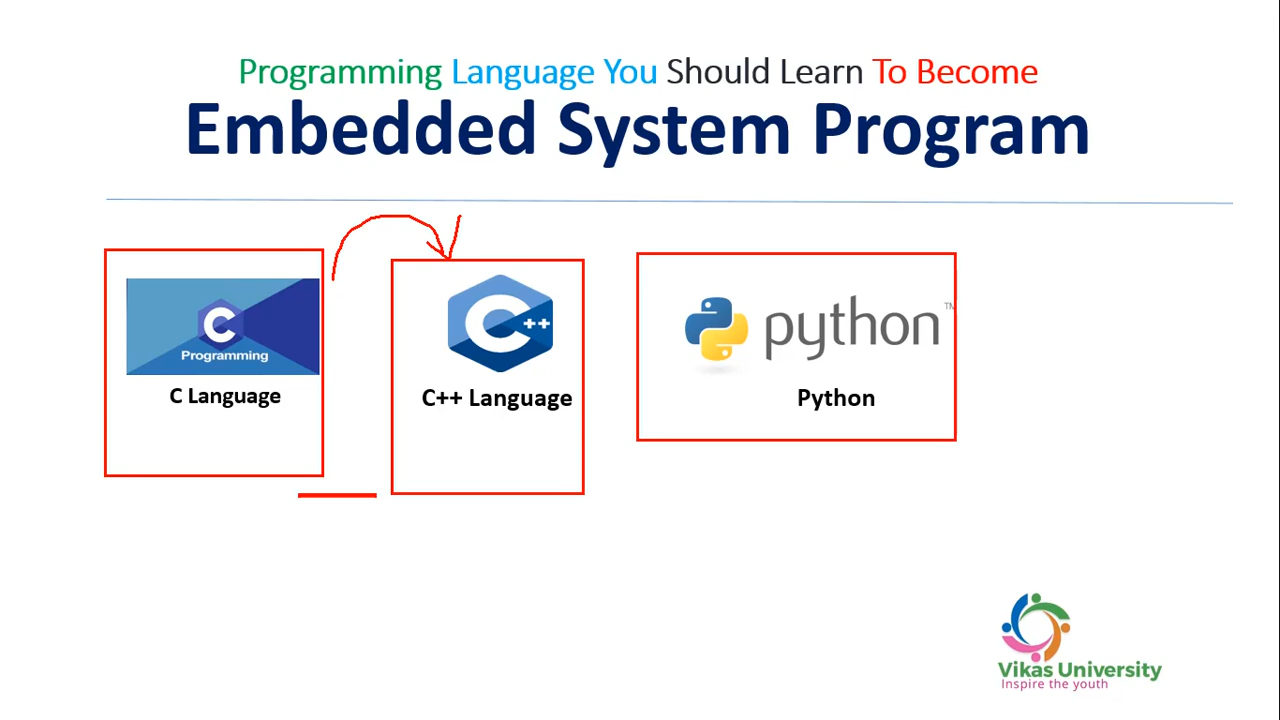 Programming Language You Should Learn To Become
Embedded System Program
C
Programming
C++
python™
C Language
C++ Language
Python
Vikas University
Inspire the youth